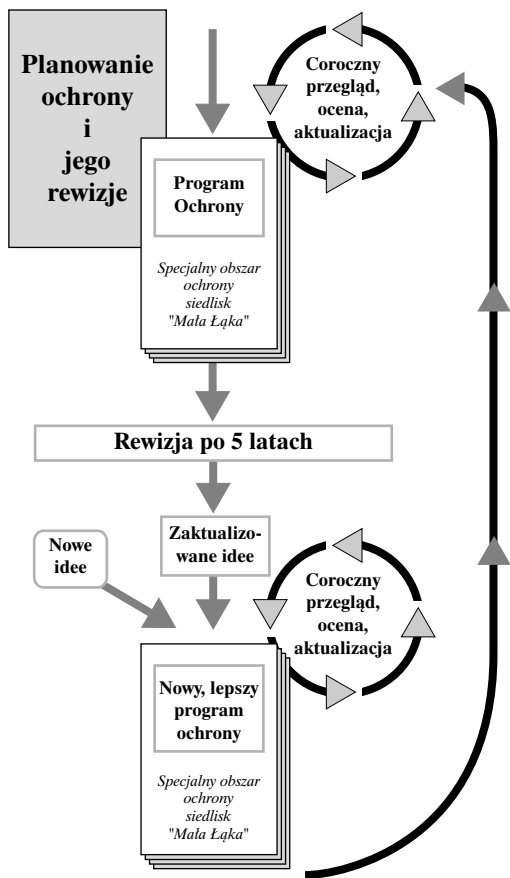 Planowanie
ochrony
i
jego
rewizje
Coroczny
przegląd,
ocena,
aktualizacja
Program
Ochrony
Specjalny obszar
ochrony
siedlisk
"Mała Łąka"
Rewizja po 5 latach
Zaktualizo-
wane idee
Nowe
idee
Coroczny
przegląd,
ocena,
aktualizacja
Nowy, lepszy
program
ochrony
Specjalny obszar
ochrony
siedlisk
"Mała Łąka"